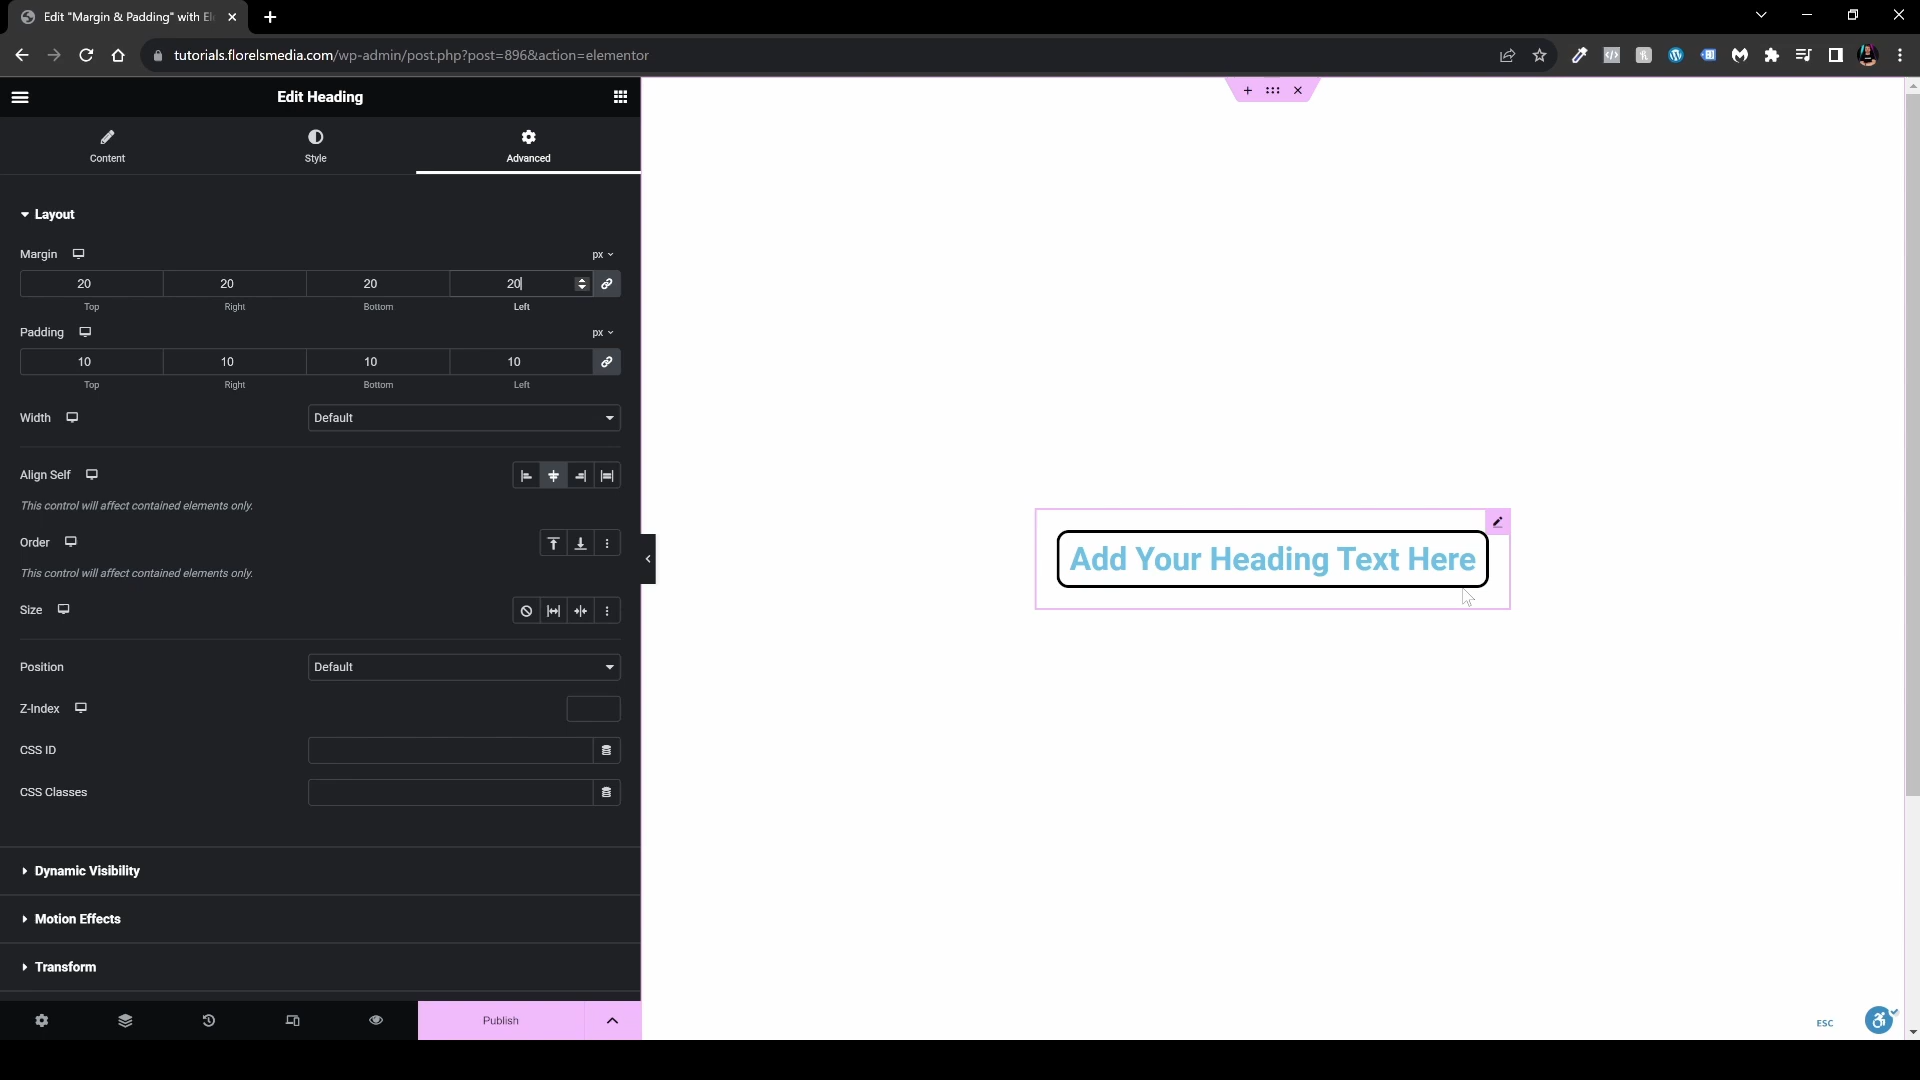 Edit "Margin & Padding" with El
tutorials.florelsmedia.com/wp-admin/post.php?post=896&action=elementor
Edit Heading
Content
Style
Advanced
Layout
Margin
px
20 20 20 20
Top Right Bottom Left
Padding
px
10 10 10 10
Top Right Bottom Left
Width
Default
Align Self
This control will affect contained elements only.
Order
This control will affect contained elements only.
Size
Position
Default
Z-Index
CSS ID
CSS Classes
Dynamic Visibility
Motion Effects
Transform
Publish
Add Your Heading Text Here
ESC